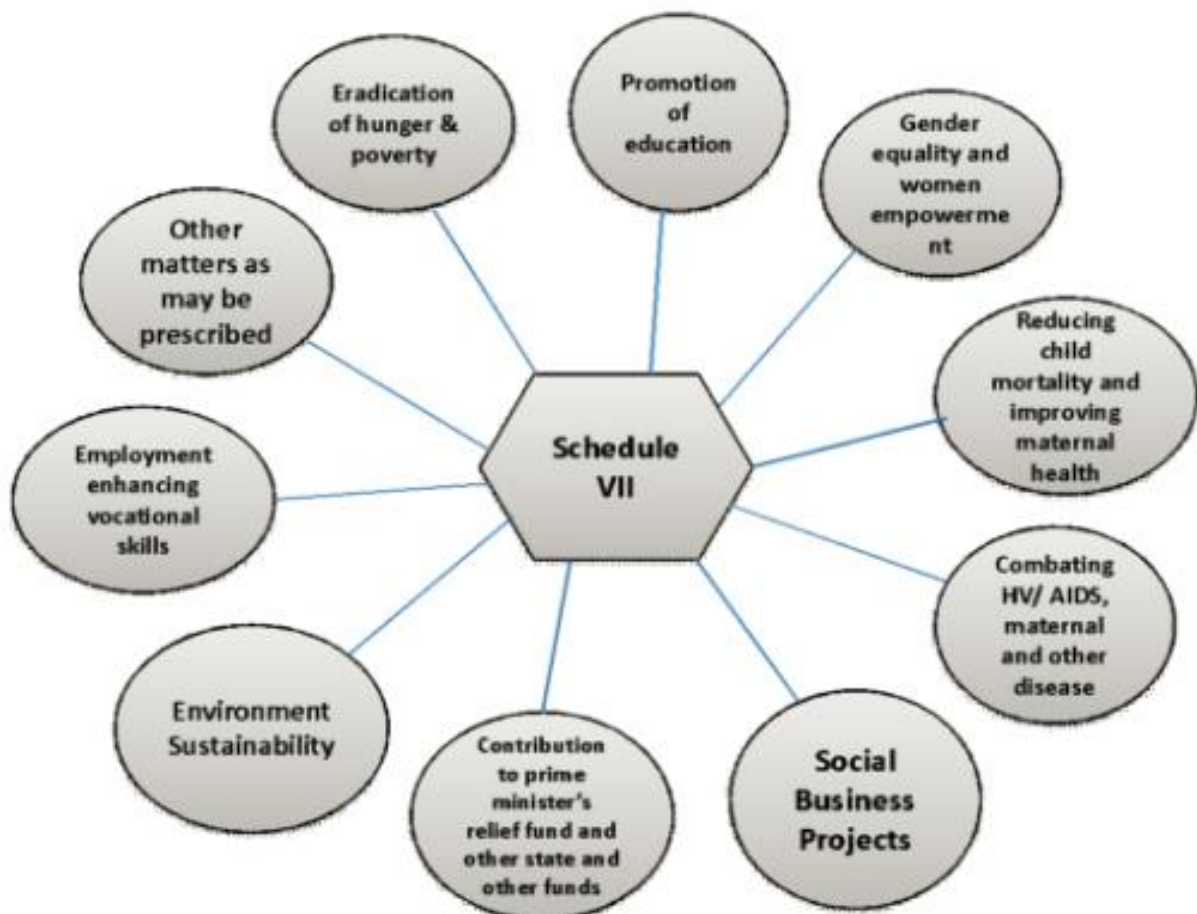 Eradication
of hunger &
poverty
Promotion
of
education
Gender
equality and
women
empowerme
nt
Other
matters as
may be
prescribed
Reducing
child
mortality and
improving
maternal
health
Schedule
VII
Employment
enhancing
vocational
skills
Combating
HV/ AIDS,
maternal
and other
disease
Environment
Sustainability
Contribution
to prime
minister's
relief fund and
other state and
other funds
Social
Business
Projects